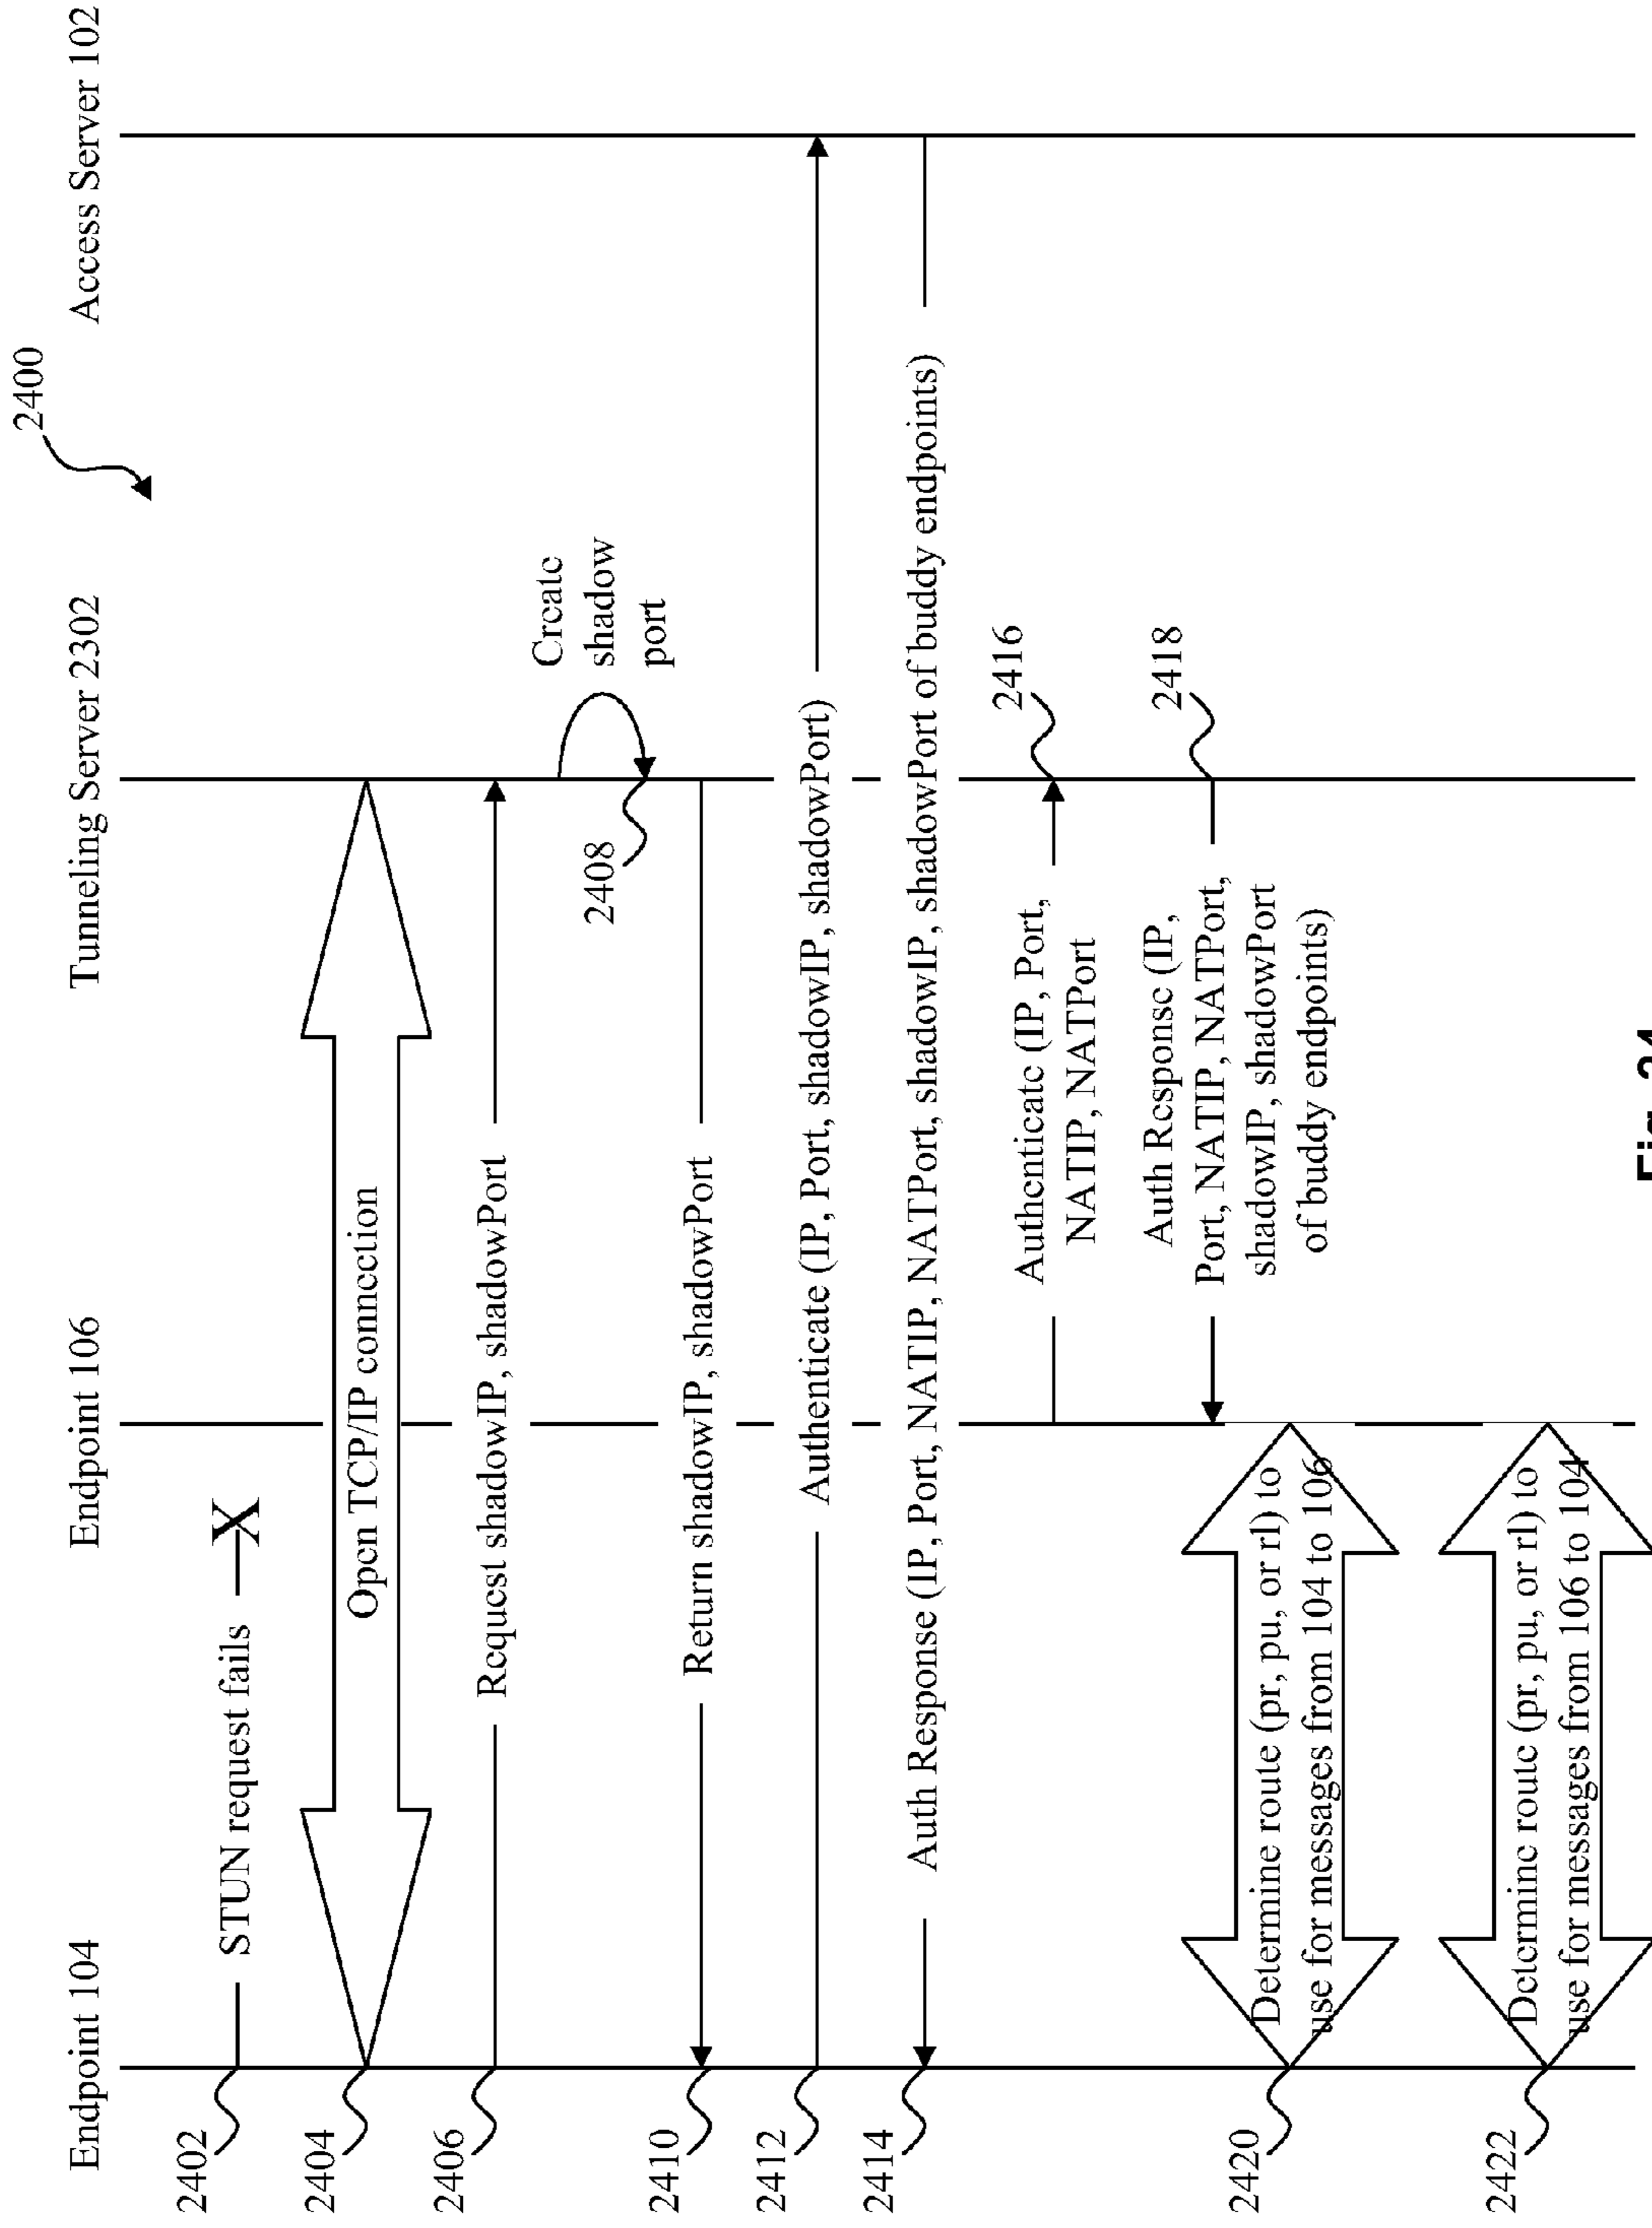 2400
Endpoint 104
Endpoint 106
Tunneling Server 2302
Access Server 102
2402
STUN request fails
X
2404
Open TCP/IP connection
2406
Request shadowIP, shadowPort
Create
shadow
port
2408
2410
Return shadowIP, shadowPort
2412
Authenticate (IP, Port, shadowIP, shadowPort)
2414
Auth Response (IP, Port, NATIP, NATPort, shadowIP, shadowPort of buddy endpoints)
Authenticate (IP, Port,
NATIP, NATPort
2416
Auth Response (IP,
Port, NATIP, NATPort,
shadowIP, shadowPort
of buddy endpoints)
2418
2420
Determine route (pr, pu, or rl) to
use for messages from 104 to 106
2422
Determine route (pr, pu, or rl) to
use for messages from 106 to 104
Fig. 24